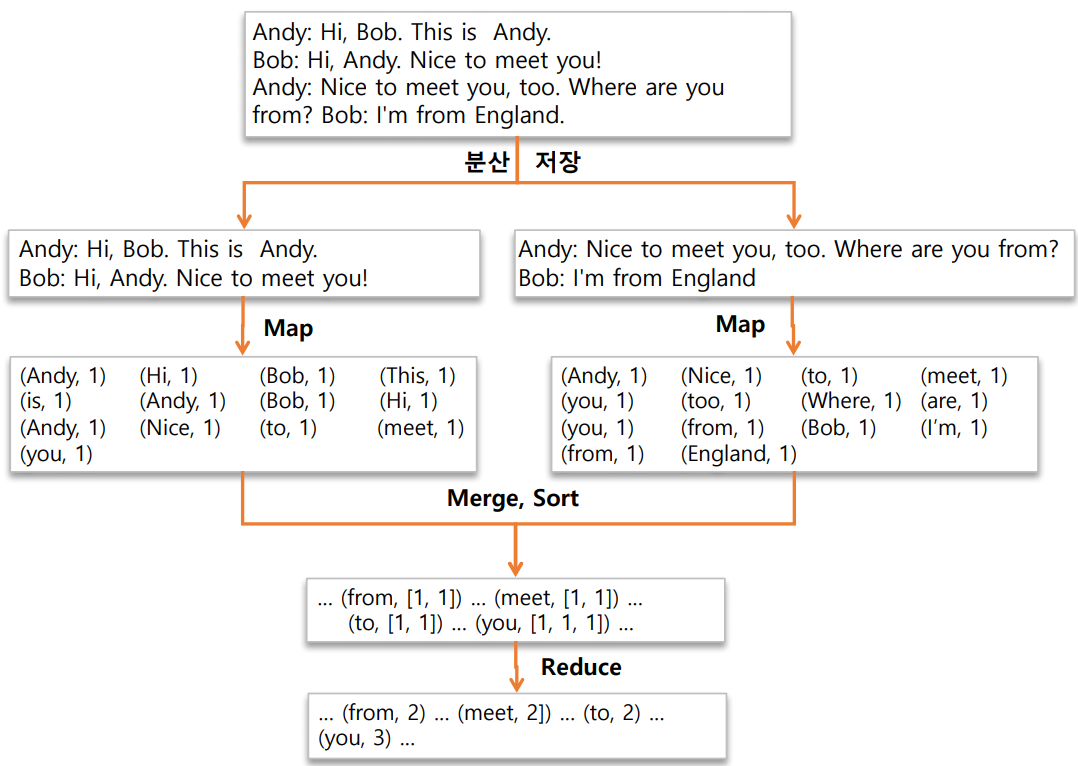 Andy: Hi, Bob. This is  Andy.
Bob: Hi, Andy. Nice to meet you!
Andy: Nice to meet you, too. Where are you
from? Bob: I'm from England.
분산 저장
Andy: Hi, Bob. This is  Andy.
Bob: Hi, Andy. Nice to meet you!
Andy: Nice to meet you, too. Where are you from?
Bob: I'm from England
Map
Map
(Andy, 1) (Hi, 1) (Bob, 1) (This, 1)
(is, 1) (Andy, 1) (Bob, 1) (Hi, 1)
(Andy, 1) (Nice, 1) (to, 1) (meet, 1)
(you, 1)
(Andy, 1) (Nice, 1) (to, 1) (meet, 1)
(you, 1) (too, 1) (Where, 1) (are, 1)
(you, 1) (from, 1) (Bob, 1) (I’m, 1)
(from, 1) (England, 1)
Merge, Sort
... (from, [1, 1]) ... (meet, [1, 1]) ...
(to, [1, 1]) ... (you, [1, 1, 1]) ...
Reduce
... (from, 2) ... (meet, 2]) ... (to, 2) ...
(you, 3) ...